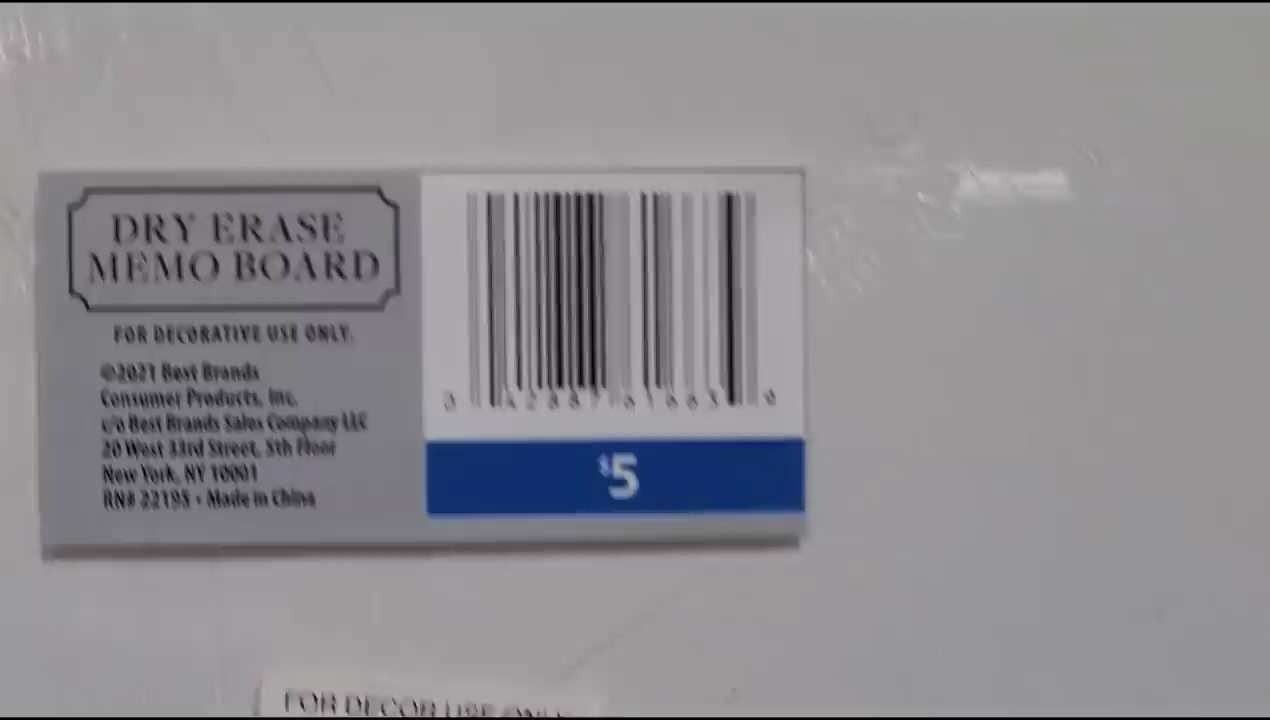 DRY ERASE
MEMO BOARD
FOR DECORATIVE USE ONLY.
©2021 Best Brands
Consumer Products, Inc.
c/o Best Brands Sales Company LLC
20 West 33rd Street, 5th Floor
New York, NY 10001
RN# 22195 • Made in China
$5
FOR DECOR USE ONLY